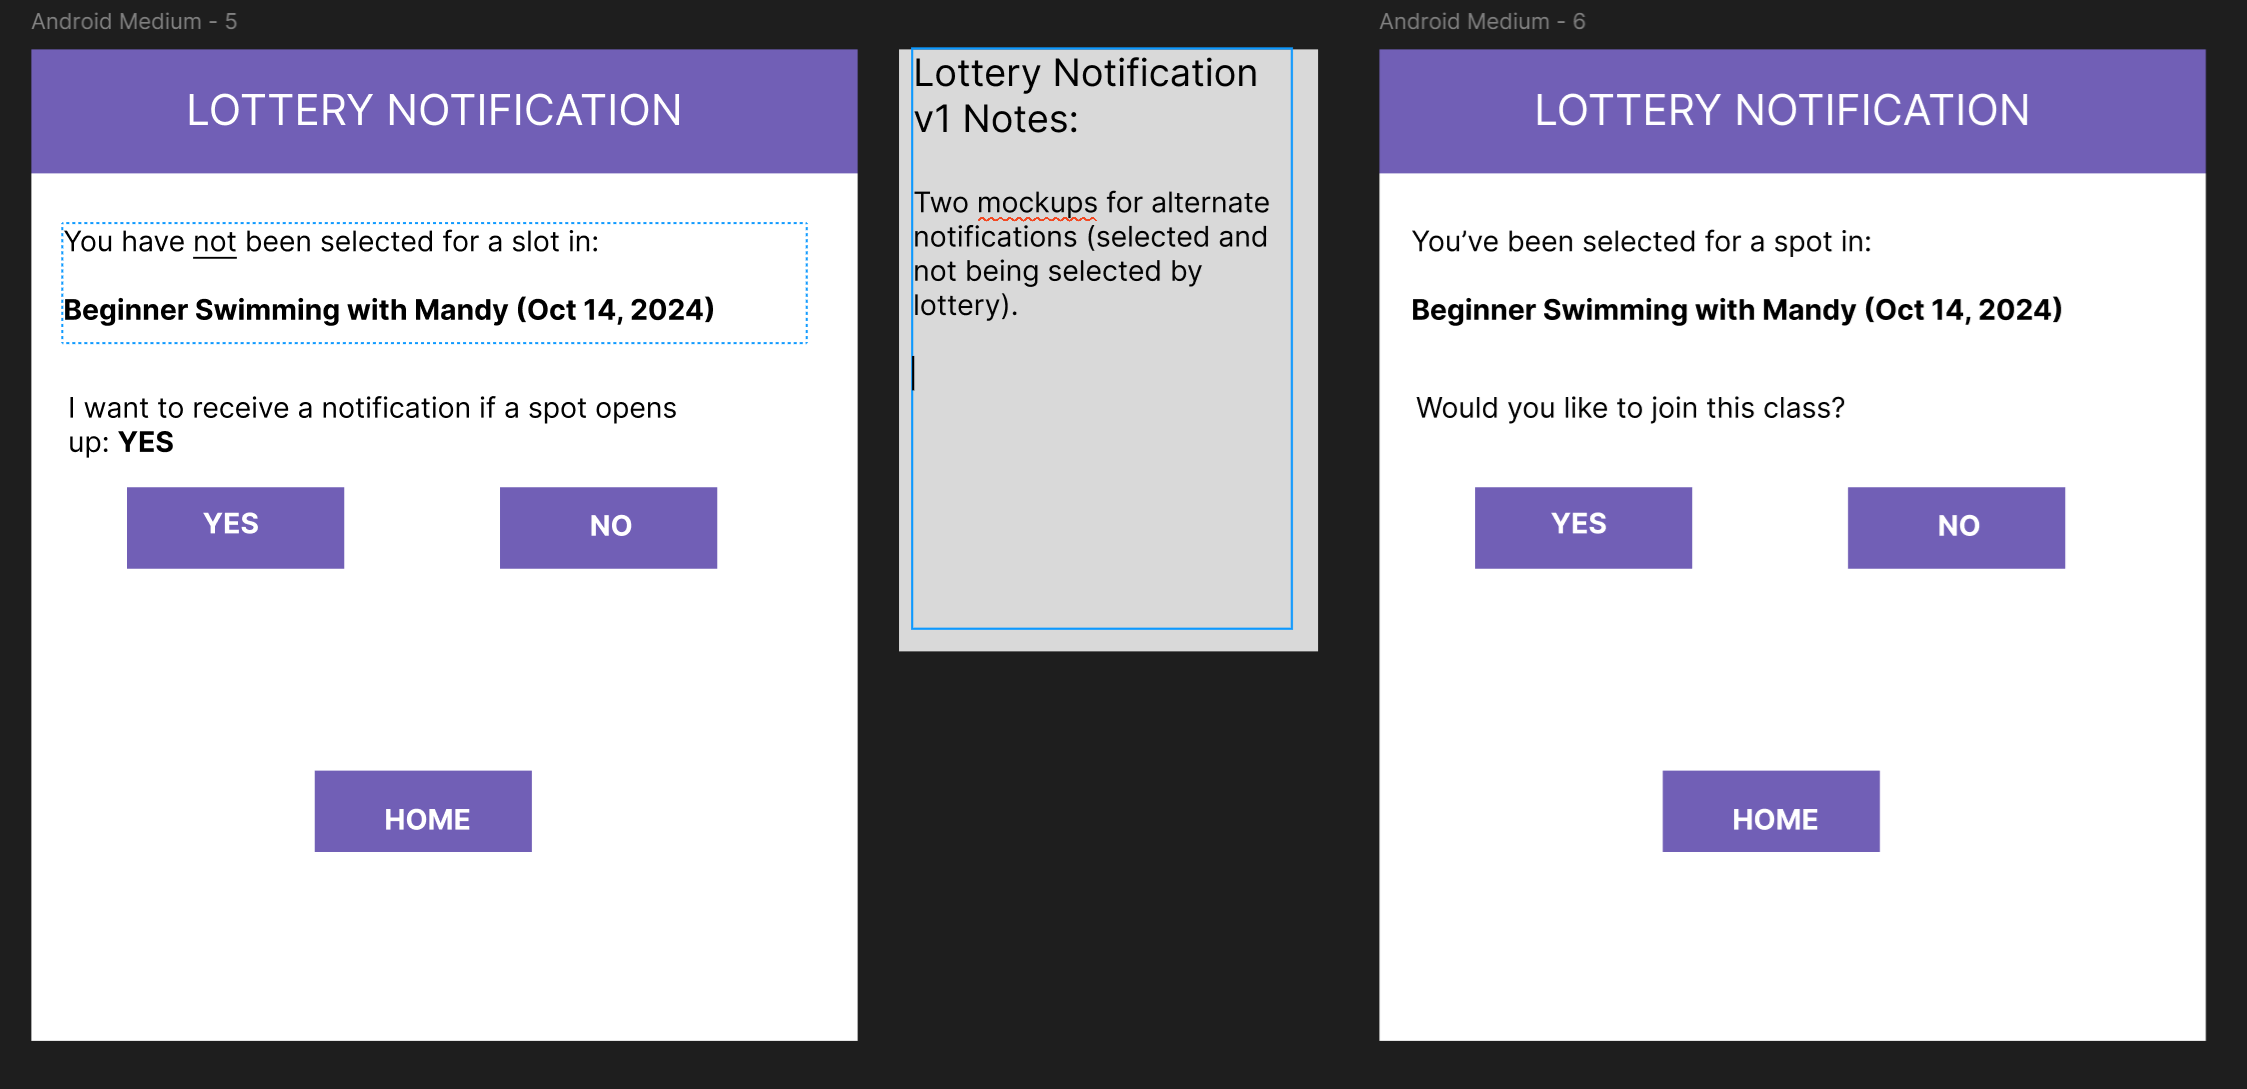 Android Medium - 5
LOTTERY NOTIFICATION
You have not been selected for a slot in:
Beginner Swimming with Mandy (Oct 14, 2024)
I want to receive a notification if a spot opens
up: YES
YES
NO
HOME
Lottery Notification
v1 Notes:
Two mockups for alternate
notifications (selected and
not being selected by
lottery).
Android Medium - 6
LOTTERY NOTIFICATION
You’ve been selected for a spot in:
Beginner Swimming with Mandy (Oct 14, 2024)
Would you like to join this class?
YES
NO
HOME